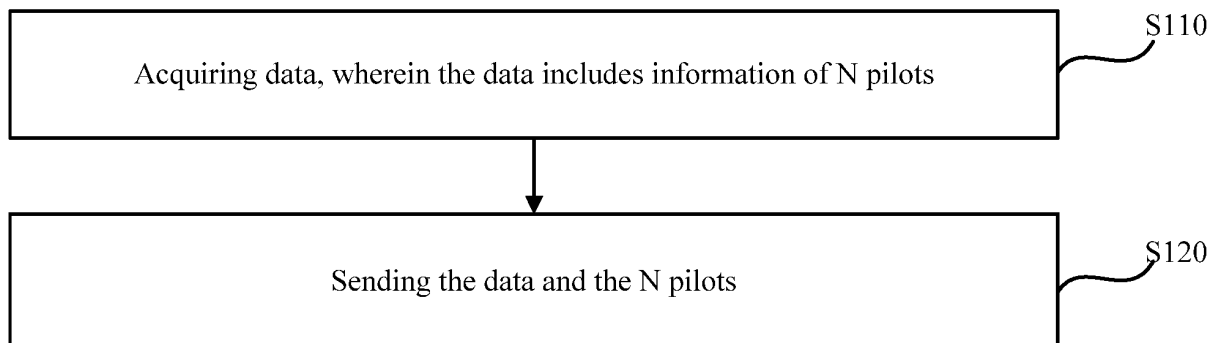 S110
Acquiring data, wherein the data includes information of N pilots
S120
Sending the data and the N pilots